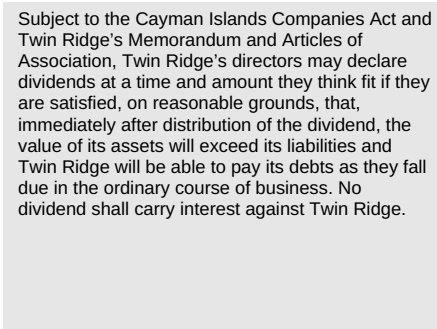 Subject to the Cayman Islands Companies Act and
Twin Ridge’s Memorandum and Articles of
Association, Twin Ridge’s directors may declare
dividends at a time and amount they think fit if they
are satisfied, on reasonable grounds, that,
immediately after distribution of the dividend, the
value of its assets will exceed its liabilities and
Twin Ridge will be able to pay its debts as they fall
due in the ordinary course of business. No
dividend shall carry interest against Twin Ridge.